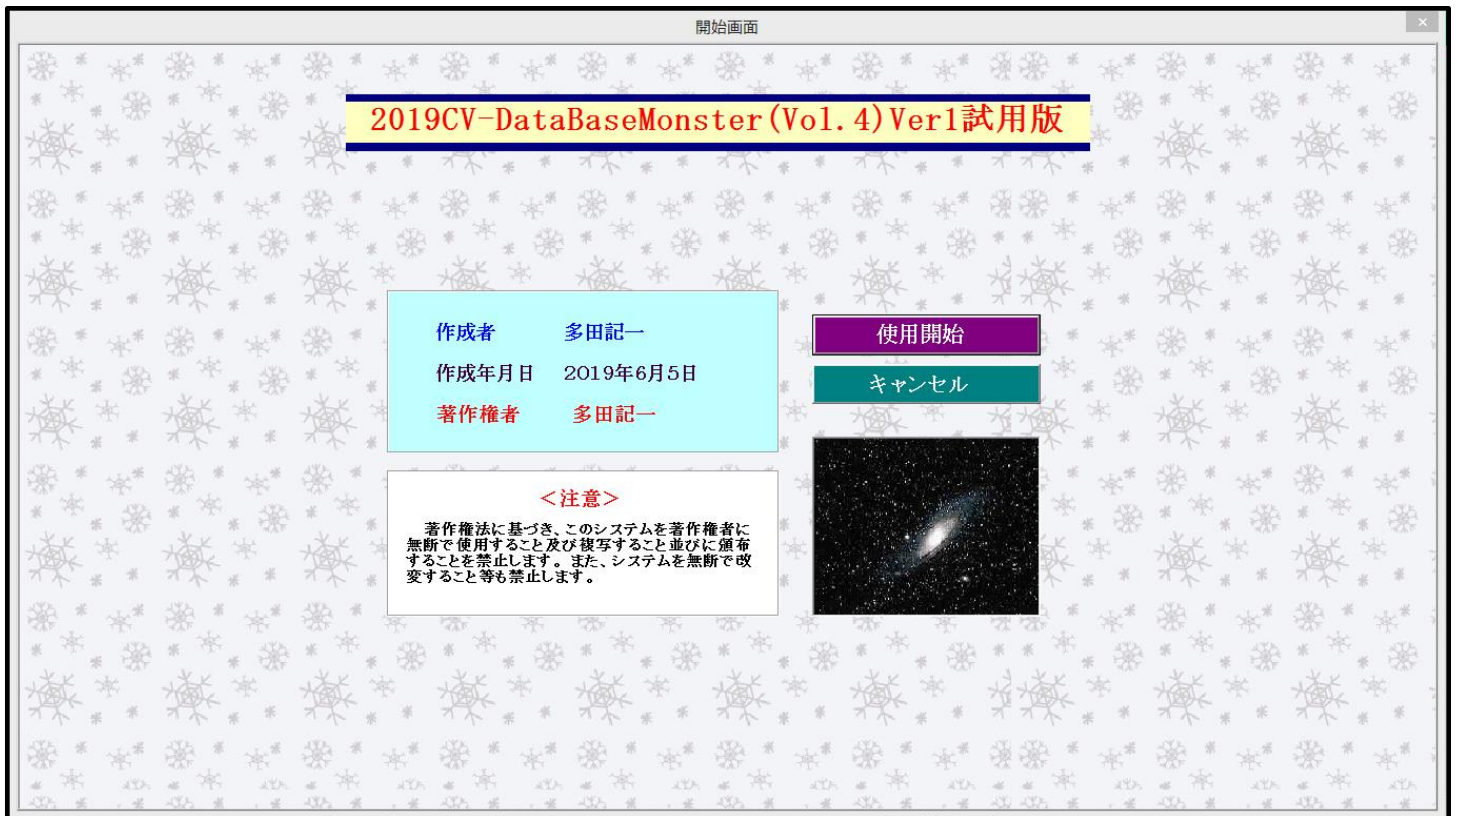 開始画面
2019CV-DataBaseMonster(Vol.4)Ver1試用版
作成者 多田記一
作成年月日 2019年6月5日
著作権者 多田記一
使用開始
キャンセル
＜注意＞
著作権法に基づき、このシステムを著作権者に
無断で使用すること及び複写すること並びに頒布
することを禁止します。また、システムを無断で改
変すること等も禁止します。